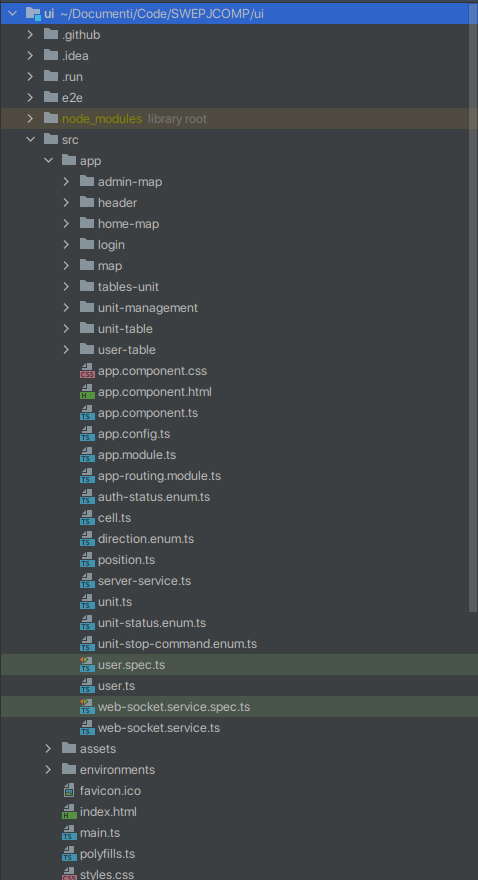 ui ~/Documenti/Code/SWEPJCOMP/ui
.github
.idea
.run
e2e
node_modules library root
src
app
admin-map
header
home-map
login
map
tables-unit
unit-management
unit-table
user-table
app.component.css
app.component.html
app.component.ts
app.config.ts
app.module.ts
app-routing.module.ts
auth-status.enum.ts
cell.ts
direction.enum.ts
position.ts
server-service.ts
unit.ts
unit-status.enum.ts
unit-stop-command.enum.ts
user.spec.ts
user.ts
web-socket.service.spec.ts
web-socket.service.ts
assets
environments
favicon.ico
index.html
main.ts
polyfills.ts
styles.css